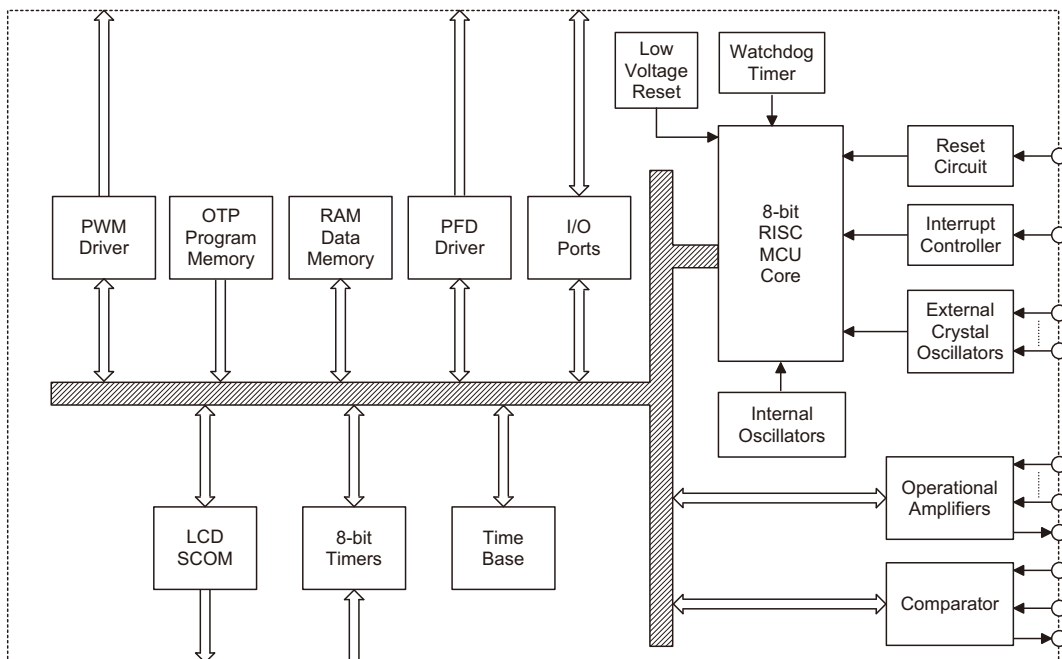 Low
Voltage
Reset
Watchdog
Timer
Reset
Circuit
PWM
Driver
OTP
Program
Memory
RAM
Data
Memory
PFD
Driver
I/O
Ports
8-bit
RISC
MCU
Core
Interrupt
Controller
External
Crystal
Oscillators
Internal
Oscillators
LCD
SCOM
8-bit
Timers
Time
Base
Operational
Amplifiers
Comparator